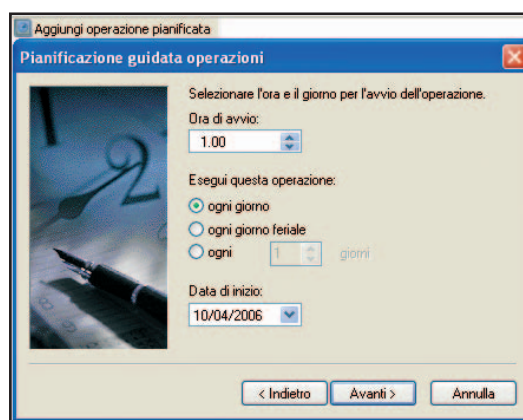 Aggiungi operazione pianificata
Pianificazione guidata operazioni
Selezionare l'ora e il giorno per l'avvio dell'operazione.
Ora di avvio:
1.00
Esegui questa operazione:
ogni giorno
ogni giorno feriale
ogni 1 giorni
Data di inizio:
10/04/2006
< Indietro Avanti > Annulla